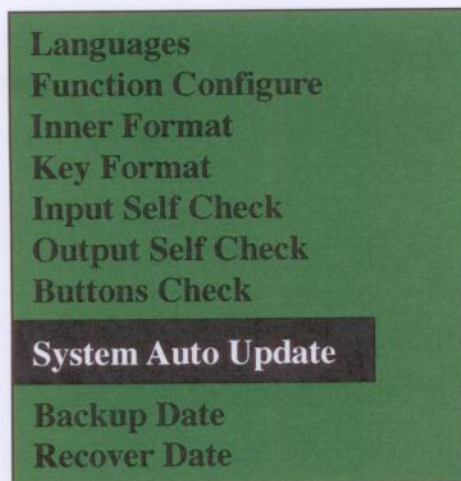 Languages
Function Configure
Inner Format
Key Format
Input Self Check
Output Self Check
Buttons Check
System Auto Update
Backup Date
Recover Date